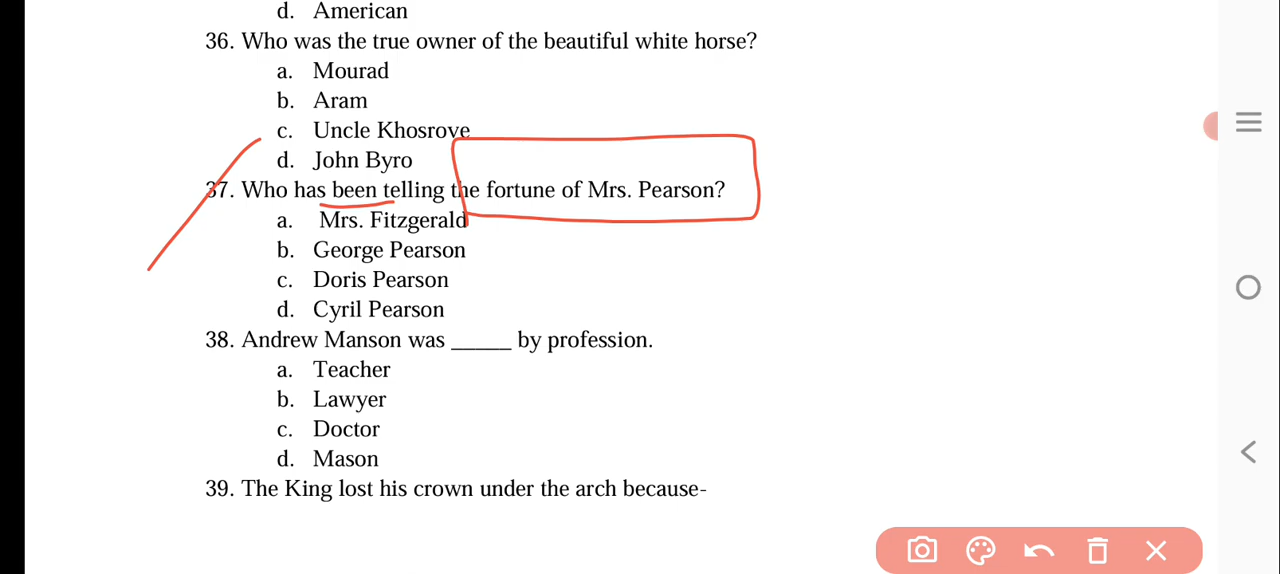 d. American
36. Who was the true owner of the beautiful white horse?
a. Mourad
b. Aram
c. Uncle Khosrove
d. John Byro
37. Who has been telling the fortune of Mrs. Pearson?
a. Mrs. Fitzgerald
b. George Pearson
c. Doris Pearson
d. Cyril Pearson
38. Andrew Manson was _____ by profession.
a. Teacher
b. Lawyer
c. Doctor
d. Mason
39. The King lost his crown under the arch because-